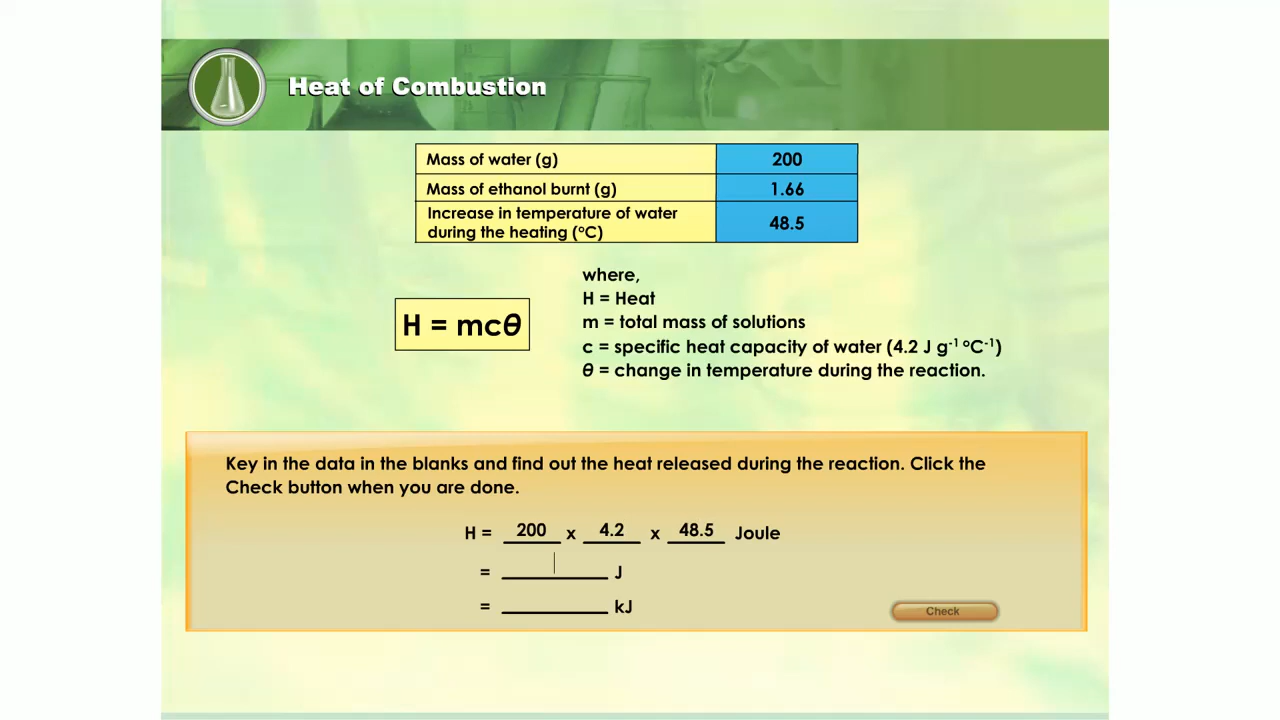 Heat of Combustion
Mass of water (g) 200
Mass of ethanol burnt (g) 1.66
Increase in temperature of water
during the heating (°C) 48.5
where,
H = Heat
H = mcθ
m = total mass of solutions
c = specific heat capacity of water (4.2 J g⁻¹ °C⁻¹)
θ = change in temperature during the reaction.
Key in the data in the blanks and find out the heat released during the reaction. Click the
Check button when you are done.
H = 200 x 4.2 x 48.5 Joule
= ________ J
= ________ kJ
Check